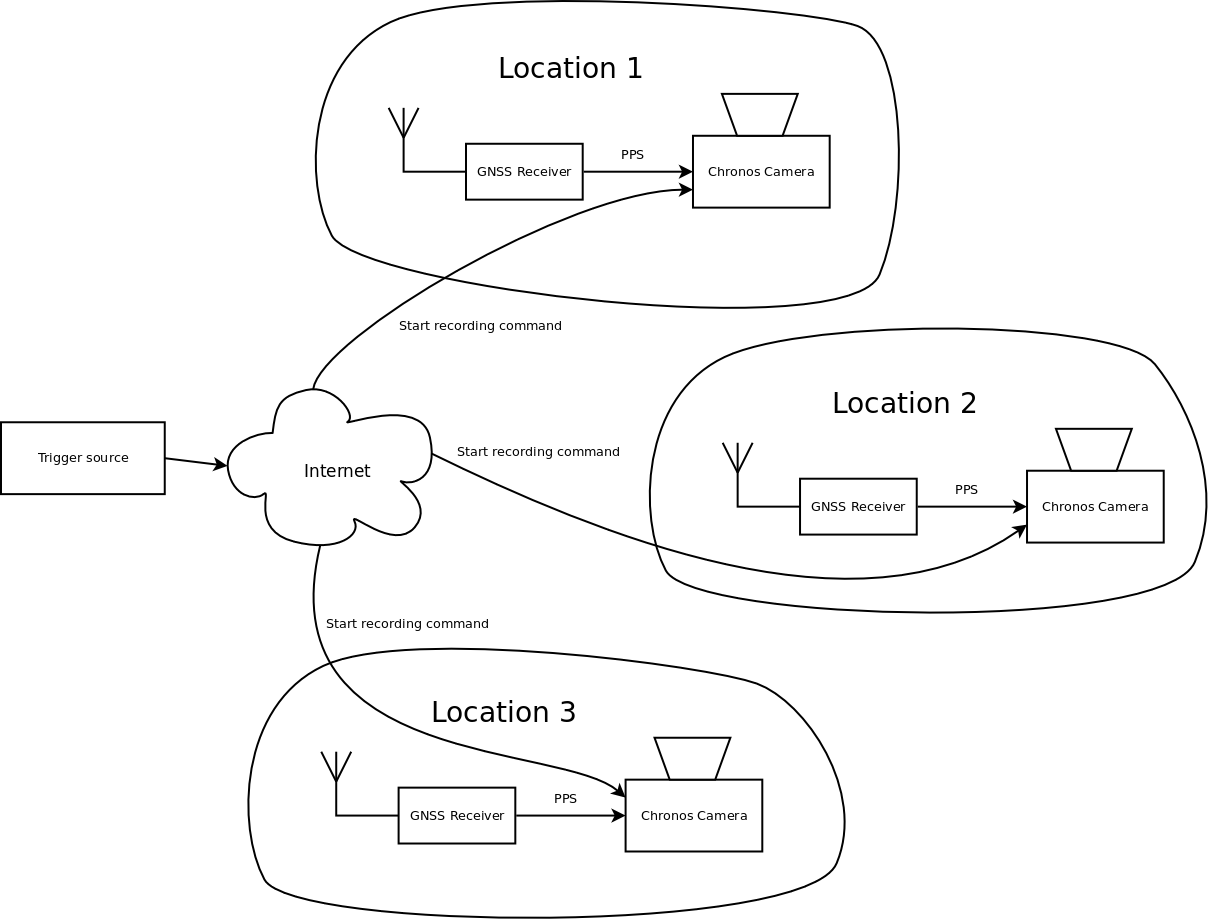 Location 1
PPS
GNSS Receiver
Chronos Camera
Start recording command
Location 2
Trigger source
Internet
Start recording command
PPS
GNSS Receiver
Chronos Camera
Start recording command
Location 3
PPS
GNSS Receiver
Chronos Camera